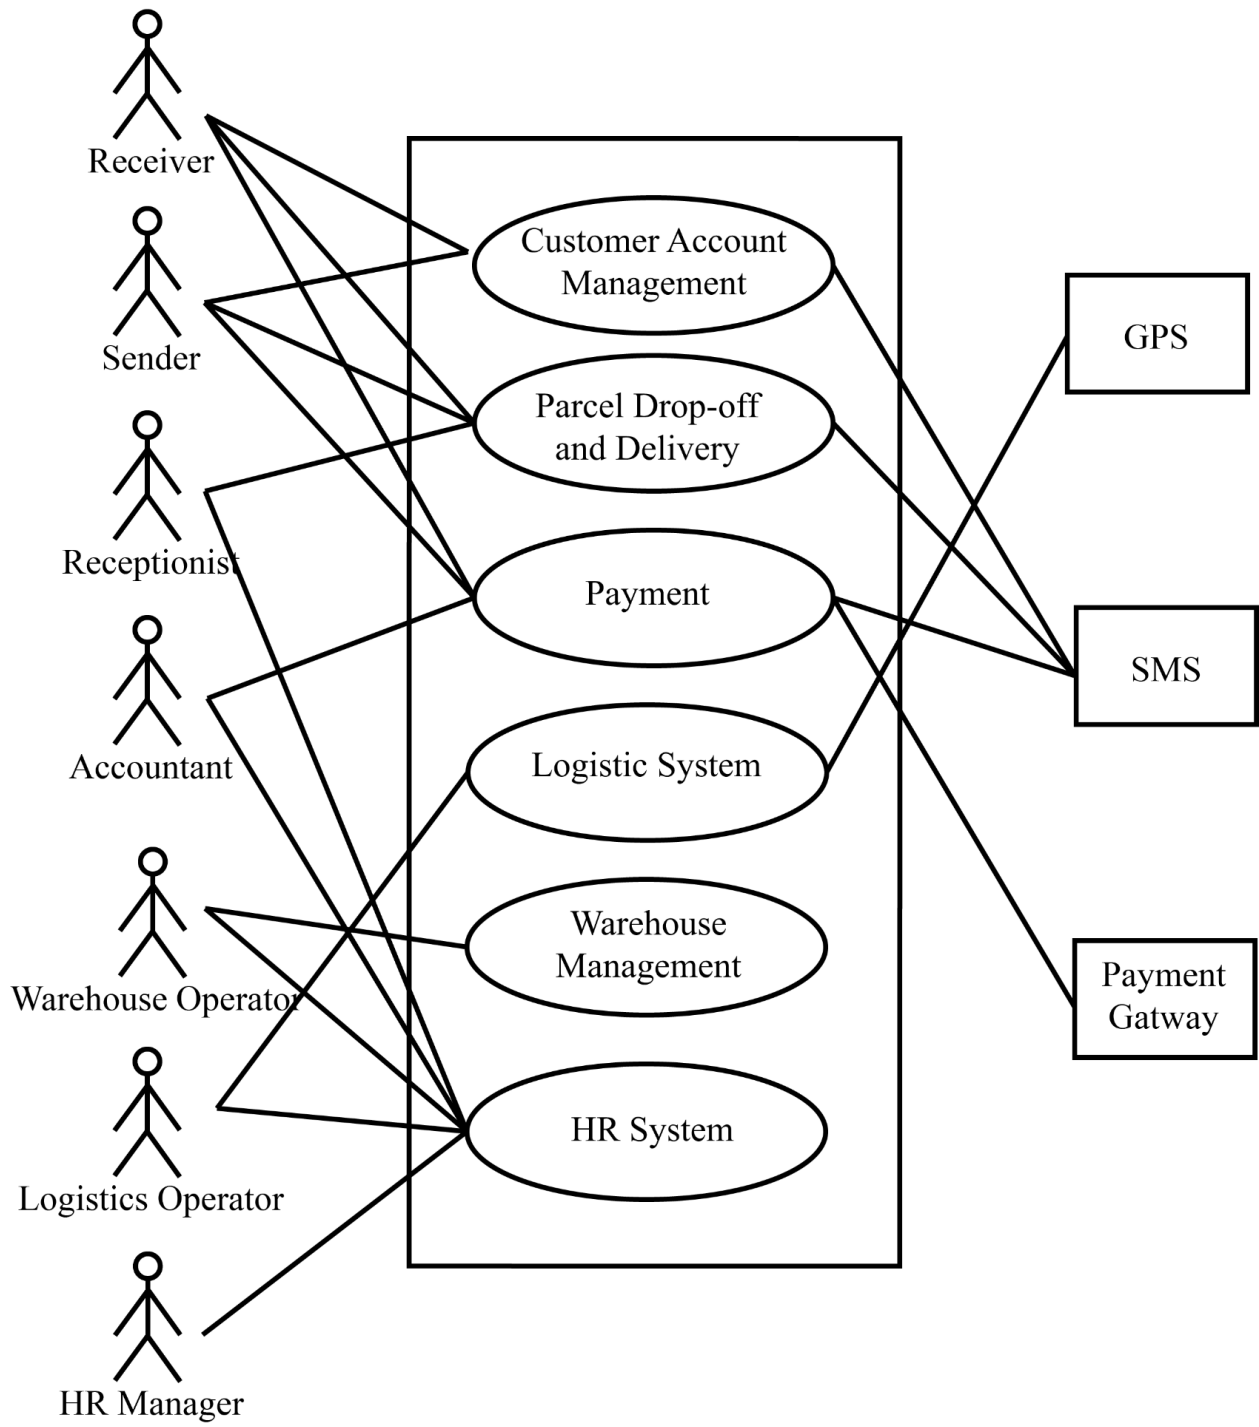 Receiver
Sender
Receptionist
Accountant
Warehouse Operator
Logistics Operator
HR Manager
Customer Account
Management
Parcel Drop-off
and Delivery
Payment
Logistic System
Warehouse
Management
HR System
GPS
SMS
Payment
Gatway